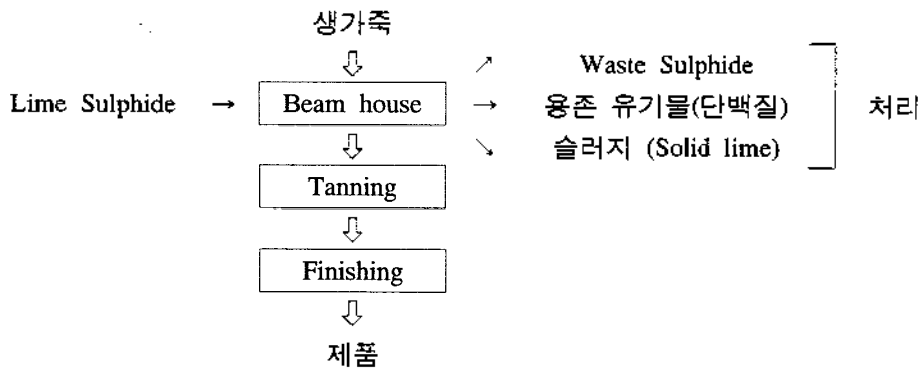 생가죽
Waste Sulphide
Lime Sulphide → Beam house → 용존 유기물(단백질) 처리
슬러지 (Solid lime)
Tanning
Finishing
제품